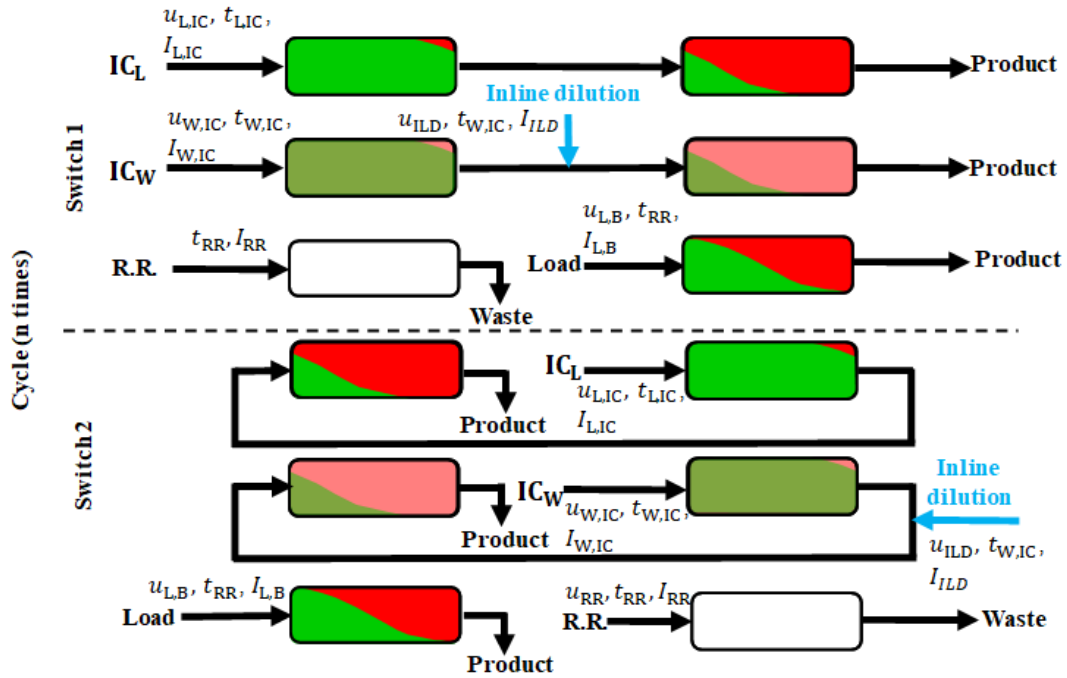 u_L,IC, t_L,IC,
I_L,IC
IC_L
Product
Inline dilution
u_W,IC, t_W,IC,
I_W,IC
u_ILD, t_W,IC, I_ILD
IC_W
Product
Switch 1
u_L,B, t_RR,
I_L,B
t_RR, I_RR
R.R.
Load
Product
Waste
Cycle (n times)
IC_L
u_L,IC, t_L,IC,
I_L,IC
Product
Switch 2
Inline
dilution
IC_W
u_W,IC, t_W,IC,
I_W,IC
Product
u_ILD, t_W,IC,
I_ILD
u_L,B, t_RR, I_L,B
Load
Product
u_RR, t_RR, I_RR
R.R.
Waste